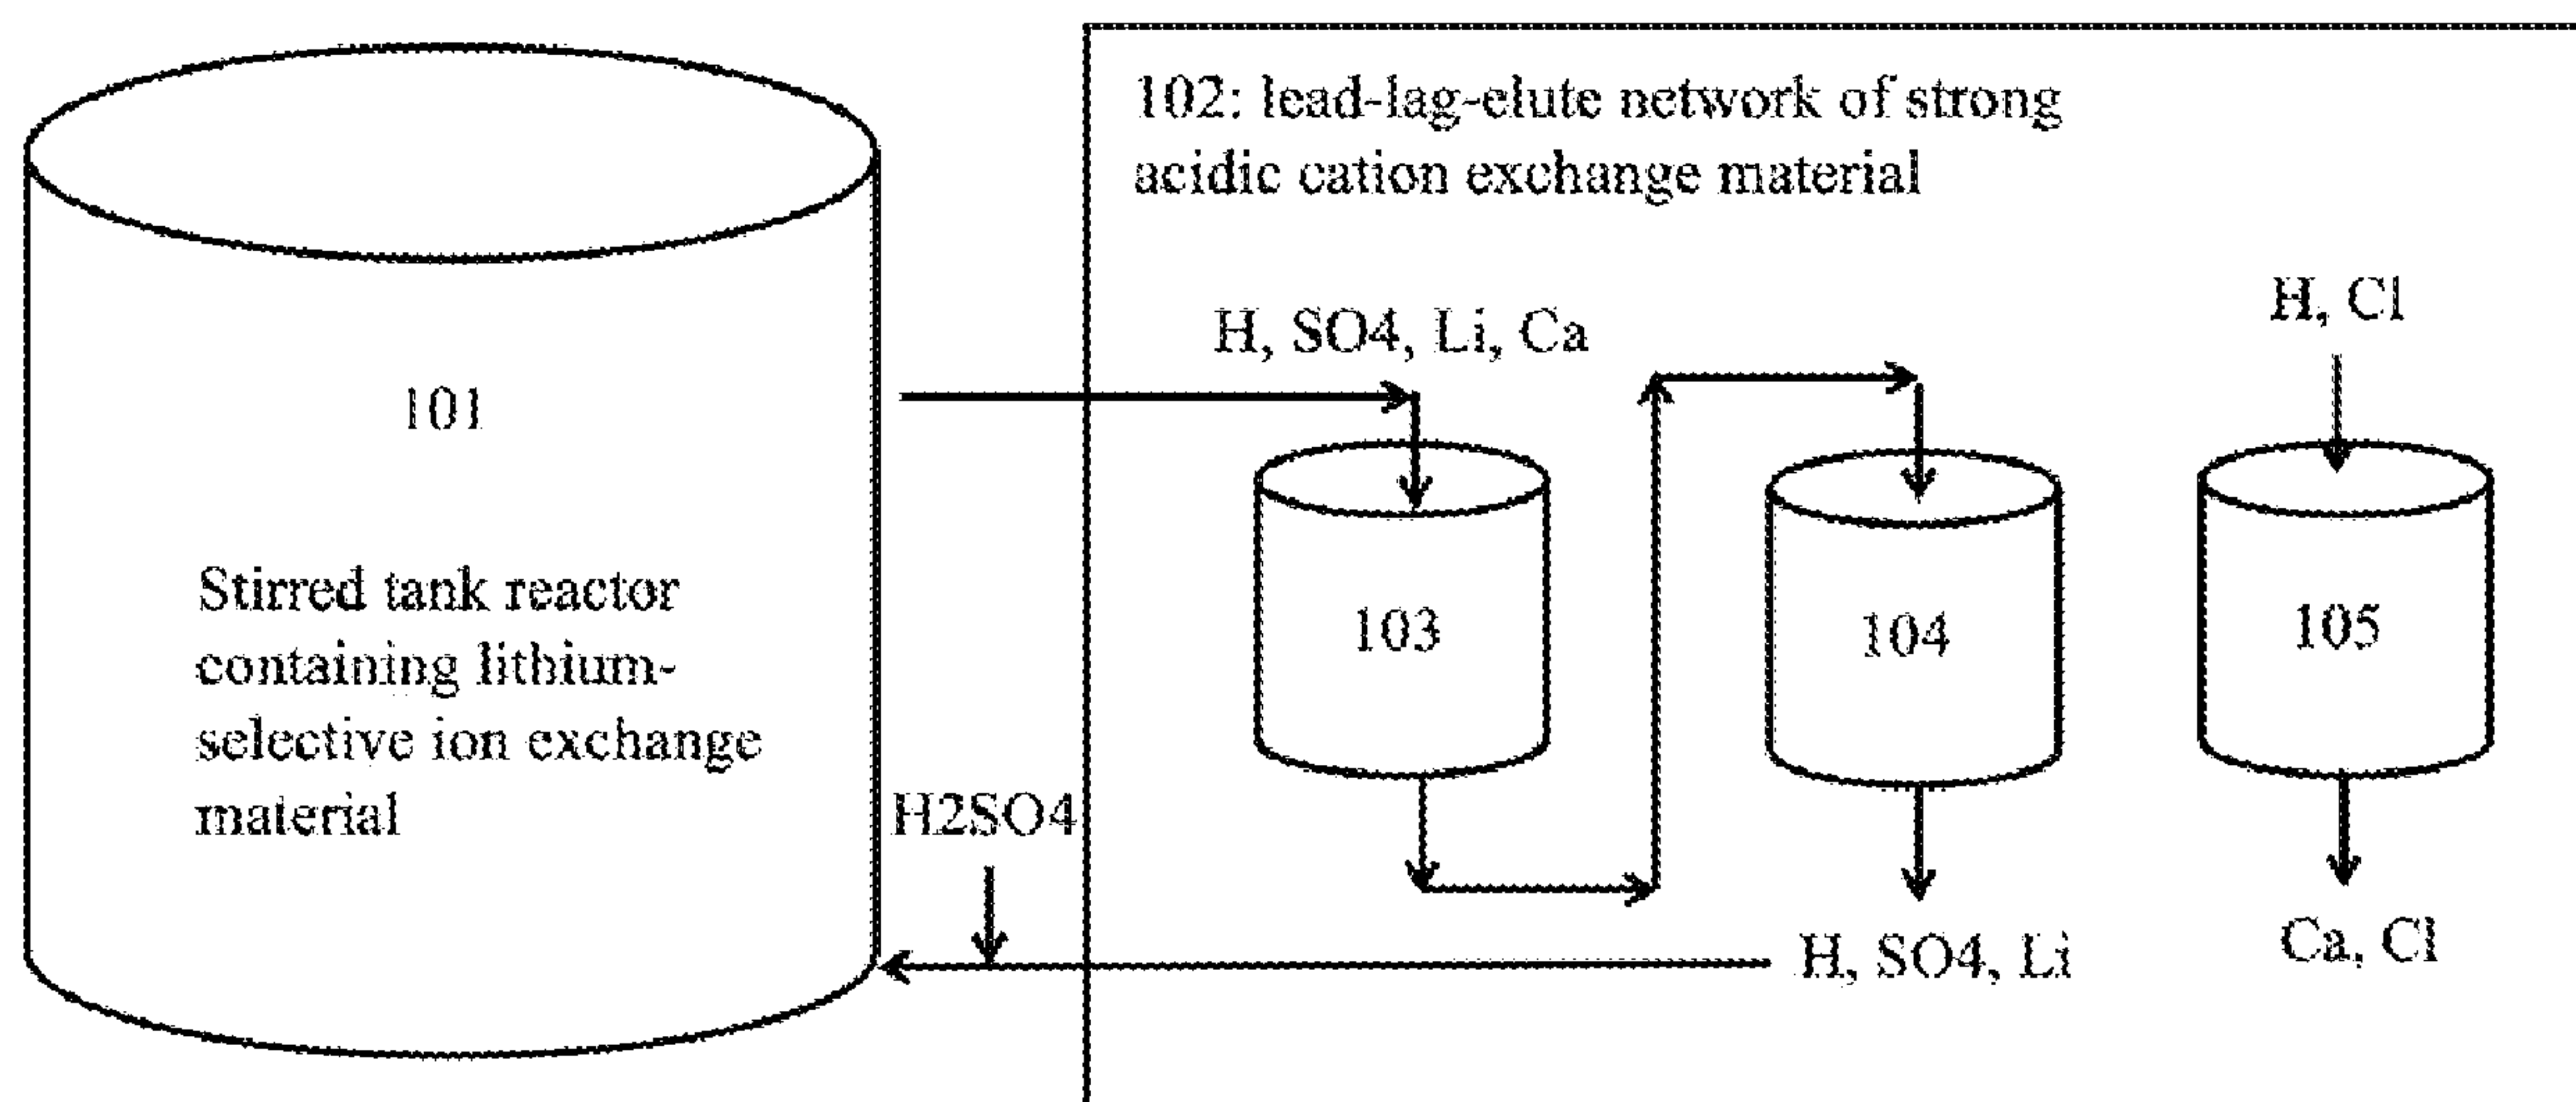 102: lead-lag-elute network of strong
acidic cation exchange material
H, SO4, Li, Ca
H, Cl
101
Stirred tank reactor
containing lithium-
selective ion exchange
material
H2SO4
103
104
105
H, SO4, Li
Ca, Cl